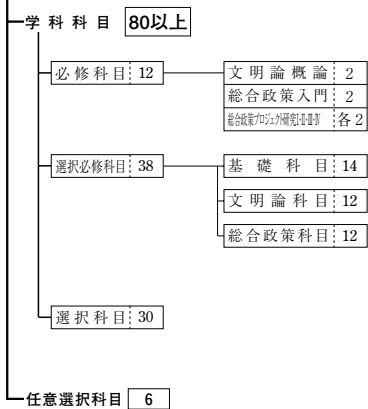 学科科目 80以上
必修科目 12
文明論概論 2
総合政策入門 2
総合政策プロジェクト研究Ⅰ·Ⅱ·Ⅲ·Ⅳ 各2
選択必修科目 38
基礎科目 14
文明論科目 12
総合政策科目 12
選択科目 30
任意選択科目 6